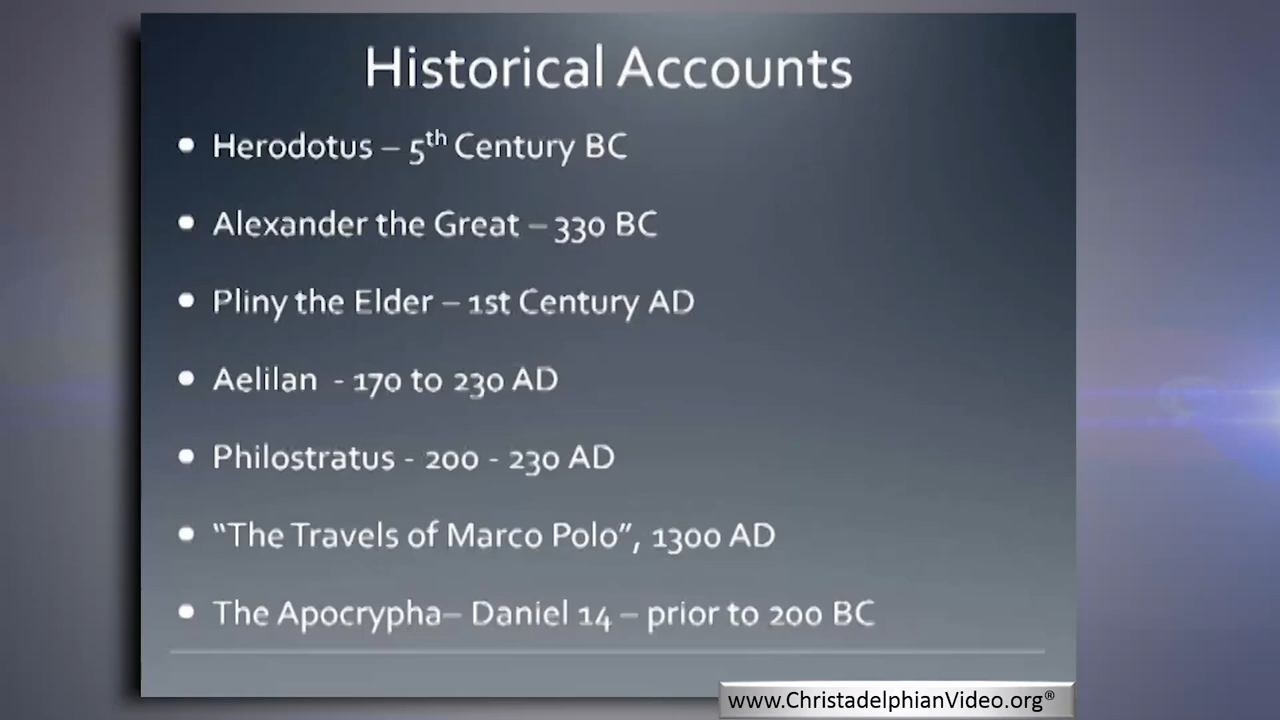 Historical Accounts
• Herodotus – 5th Century BC
• Alexander the Great – 330 BC
• Pliny the Elder – 1st Century AD
• Aelilan - 170 to 230 AD
• Philostratus - 200 - 230 AD
• “The Travels of Marco Polo”, 1300 AD
• The Apocrypha– Daniel 14 – prior to 200 BC
www.ChristadelphianVideo.org®